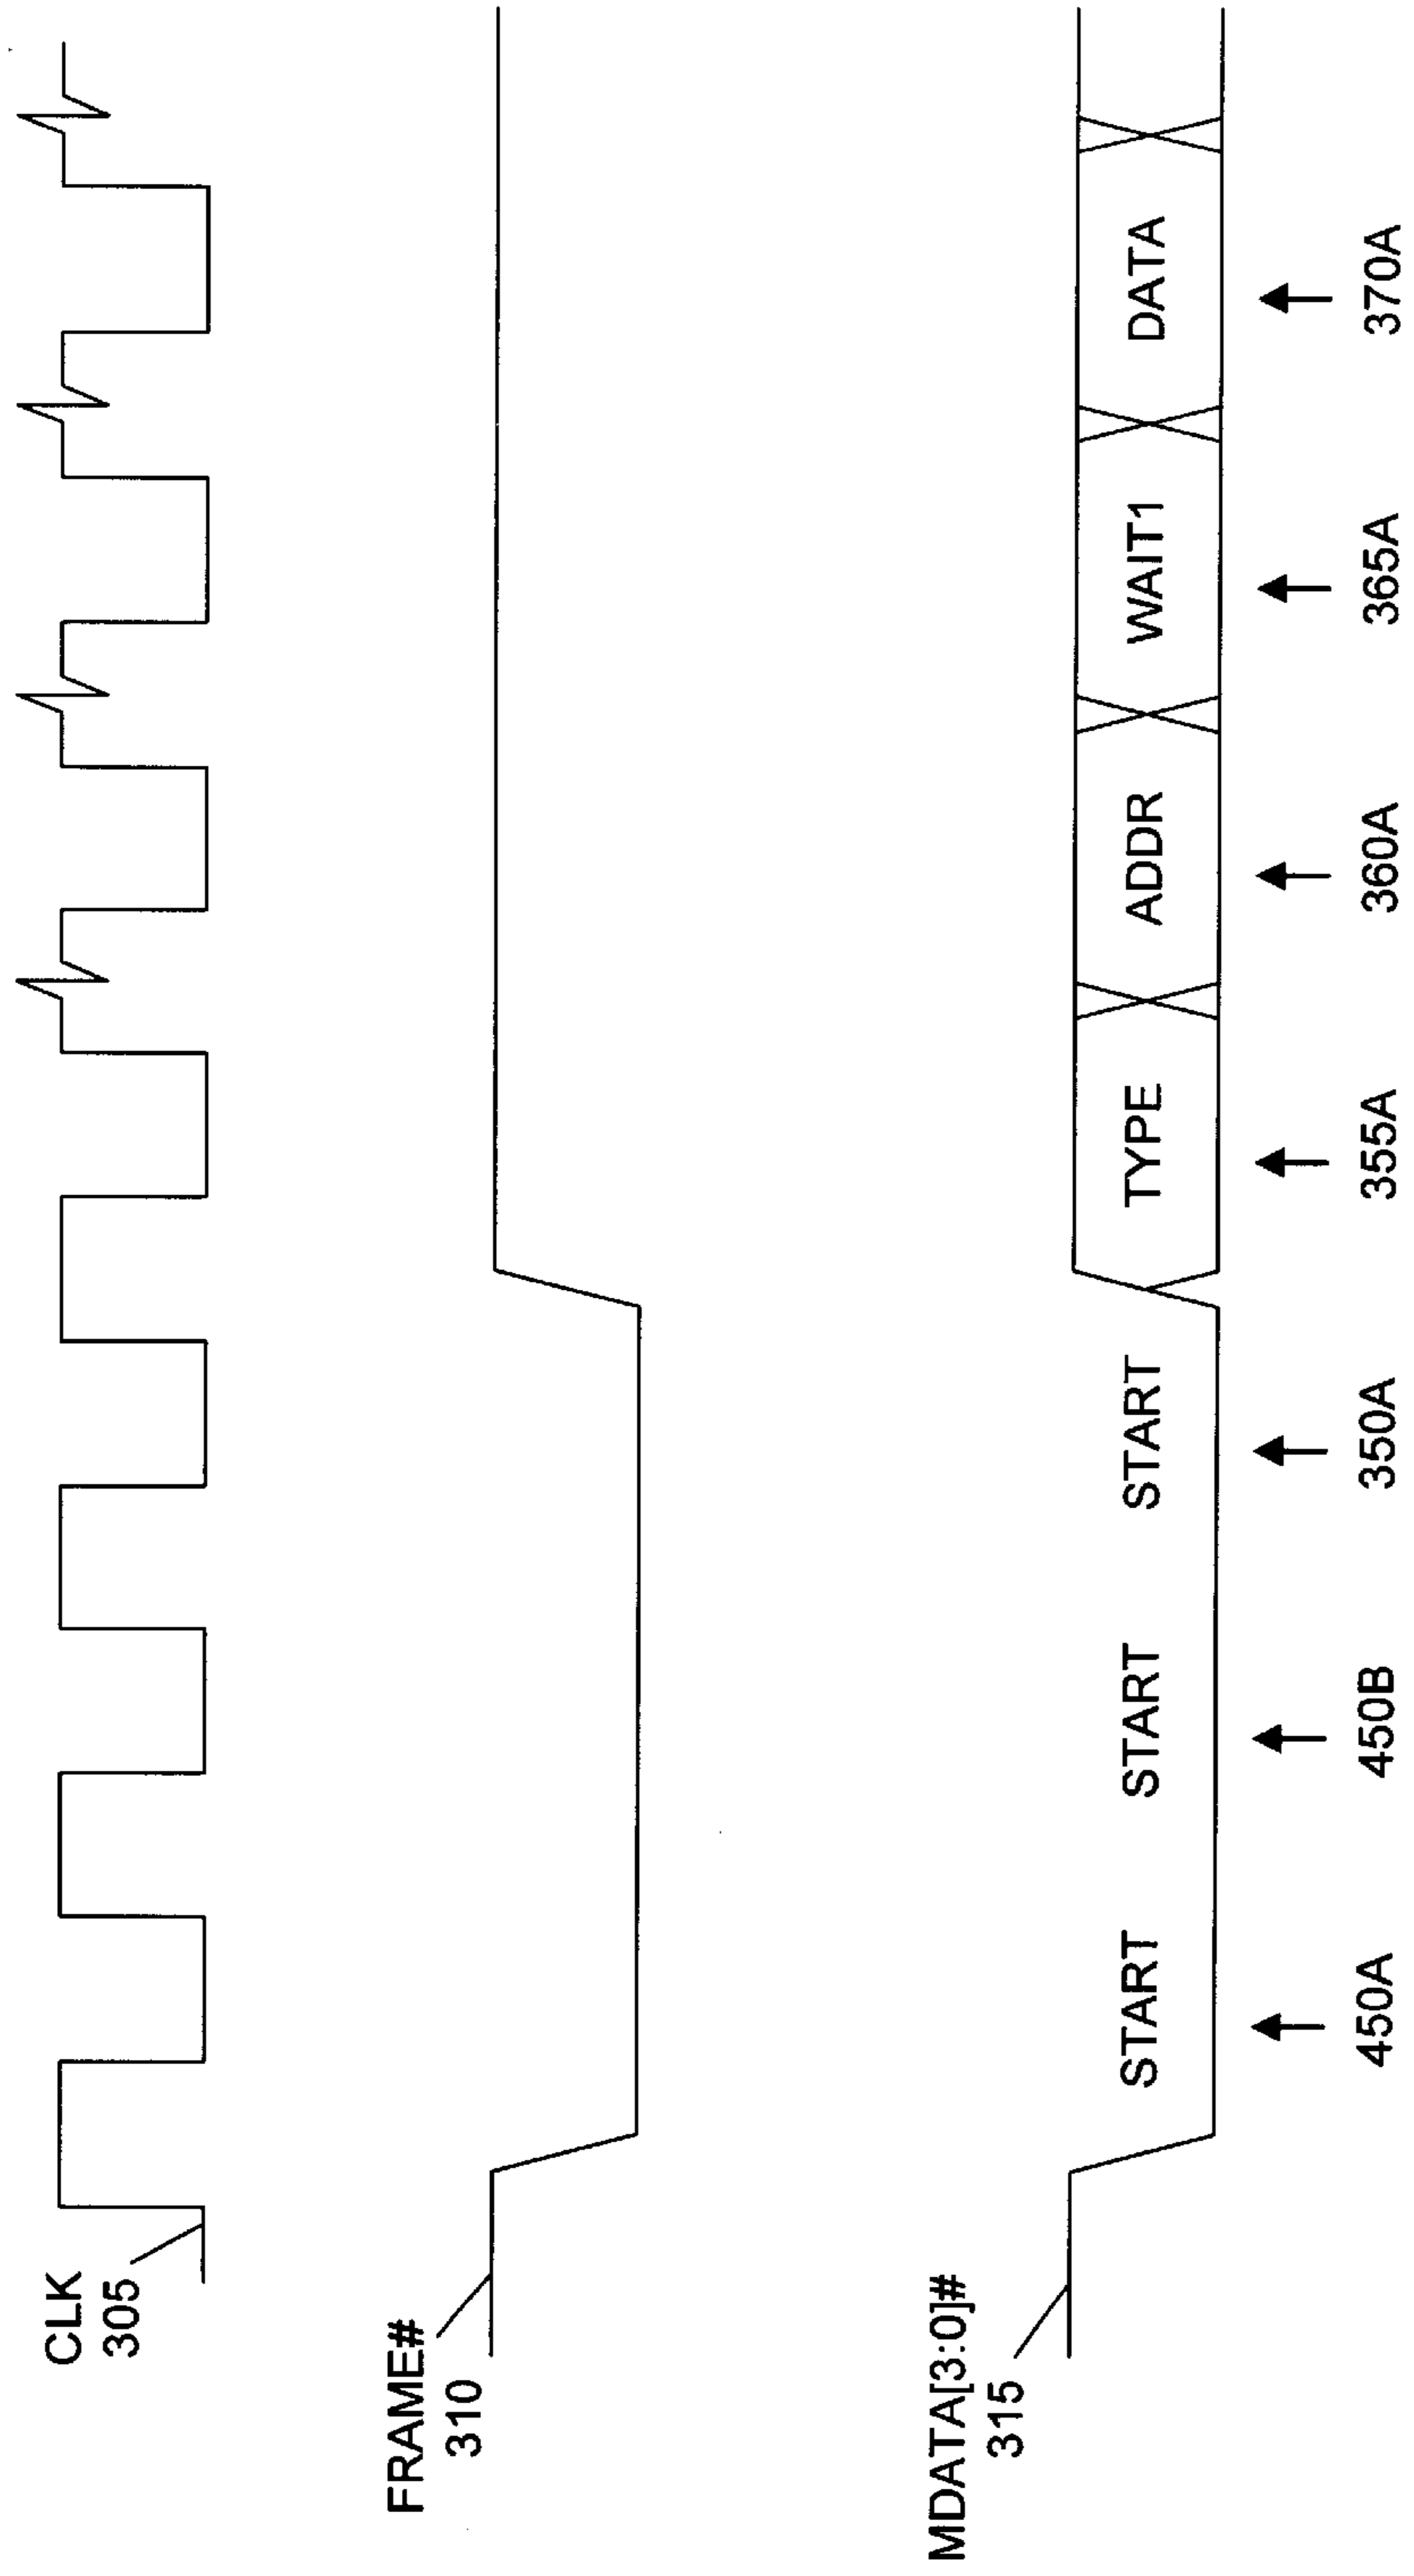 CLK
305
FRAME#
310
MDATA[3:0]#
315
START
START
START
TYPE
ADDR
WAIT1
DATA
450A
450B
350A
355A
360A
365A
370A